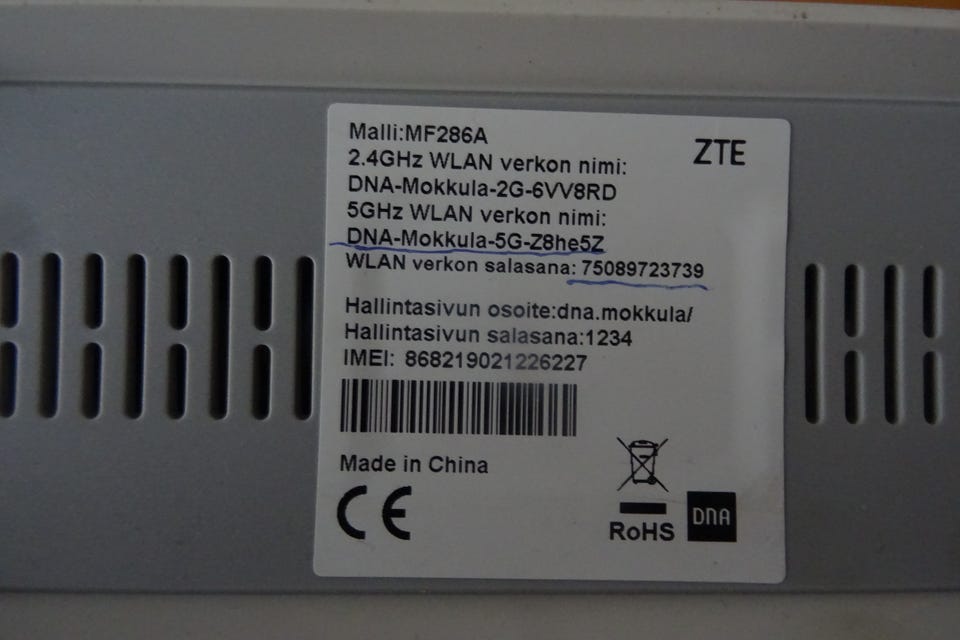 Malli:MF286A
ZTE
2.4GHz WLAN verkon nimi:
DNA-Mokkula-2G-6VV8RD
5GHz WLAN verkon nimi:
DNA-Mokkula-5G-Z8he5Z
WLAN verkon salasana: 75089723739
Hallintasivun osoite:dna.mokkula/
Hallintasivun salasana:1234
IMEI: 868219021226227
Made in China
CE
RoHS
DNA